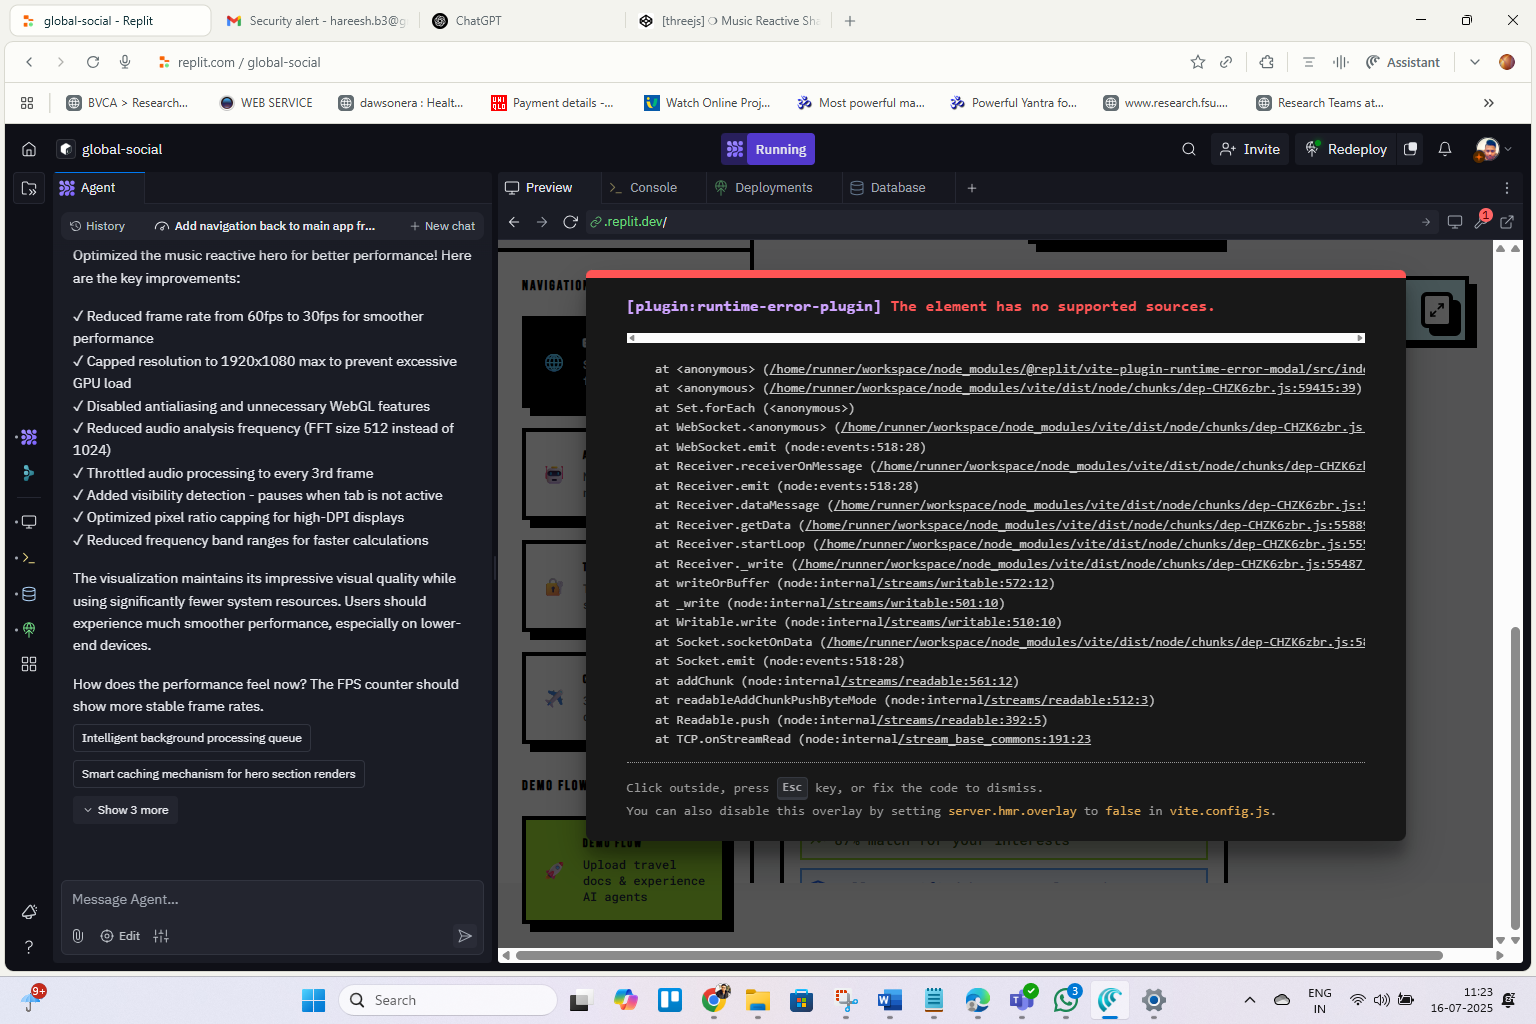 global-social - Replit
Security alert - hareesh.b3@g
ChatGPT
[threejs] ❍ Music Reactive Sha
replit.com / global-social
Assistant
BVCA > Research...
WEB SERVICE
dawsonera : Healt...
Payment details -...
Watch Online Proj...
Most powerful ma...
Powerful Yantra fo...
www.research.fsu....
Research Teams at...
global-social
Running
Invite
Redeploy
Agent
Preview
Console
Deployments
Database
History
Add navigation back to main app fr...
New chat
.replit.dev/
1
Optimized the music reactive hero for better performance! Here
are the key improvements:
✓ Reduced frame rate from 60fps to 30fps for smoother
performance
✓ Capped resolution to 1920x1080 max to prevent excessive
GPU load
✓ Disabled antialiasing and unnecessary WebGL features
✓ Reduced audio analysis frequency (FFT size 512 instead of
1024)
✓ Throttled audio processing to every 3rd frame
✓ Added visibility detection - pauses when tab is not active
✓ Optimized pixel ratio capping for high-DPI displays
✓ Reduced frequency band ranges for faster calculations
The visualization maintains its impressive visual quality while
using significantly fewer system resources. Users should
experience much smoother performance, especially on lower-
end devices.
How does the performance feel now? The FPS counter should
show more stable frame rates.
Intelligent background processing queue
Smart caching mechanism for hero section renders
Show 3 more
Message Agent...
Edit
NAVIGATION
[plugin:runtime-error-plugin] The element has no supported sources.
at <anonymous> (/home/runner/workspace/node_modules/@replit/vite-plugin-runtime-error-modal/src/inde
at <anonymous> (/home/runner/workspace/node_modules/vite/dist/node/chunks/dep-CHZK6zbr.js:59415:39)
at Set.forEach (<anonymous>)
at WebSocket.<anonymous> (/home/runner/workspace/node_modules/vite/dist/node/chunks/dep-CHZK6zbr.js
at WebSocket.emit (node:events:518:28)
at Receiver.receiverOnMessage (/home/runner/workspace/node_modules/vite/dist/node/chunks/dep-CHZK6zb
at Receiver.emit (node:events:518:28)
at Receiver.dataMessage (/home/runner/workspace/node_modules/vite/dist/node/chunks/dep-CHZK6zbr.js:5
at Receiver.getData (/home/runner/workspace/node_modules/vite/dist/node/chunks/dep-CHZK6zbr.js:55889
at Receiver.startLoop (/home/runner/workspace/node_modules/vite/dist/node/chunks/dep-CHZK6zbr.js:555
at Receiver._write (/home/runner/workspace/node_modules/vite/dist/node/chunks/dep-CHZK6zbr.js:55487
at writeOrBuffer (node:internal/streams/writable:572:12)
at _write (node:internal/streams/writable:501:10)
at Writable.write (node:internal/streams/writable:510:10)
at Socket.socketOnData (/home/runner/workspace/node_modules/vite/dist/node/chunks/dep-CHZK6zbr.js:58
at Socket.emit (node:events:518:28)
at addChunk (node:internal/streams/readable:561:12)
at readableAddChunkPushByteMode (node:internal/streams/readable:512:3)
at Readable.push (node:internal/streams/readable:392:5)
at TCP.onStreamRead (node:internal/stream_base_commons:191:23
Click outside, press Esc key, or fix the code to dismiss.
You can also disable this overlay by setting server.hmr.overlay to false in vite.config.js.
DEMO FLOW
DEMO FLOW
Upload travel
docs & experience
AI agents
87% match for your interests
9+
Search
3
ENG
IN
11:23
16-07-2025